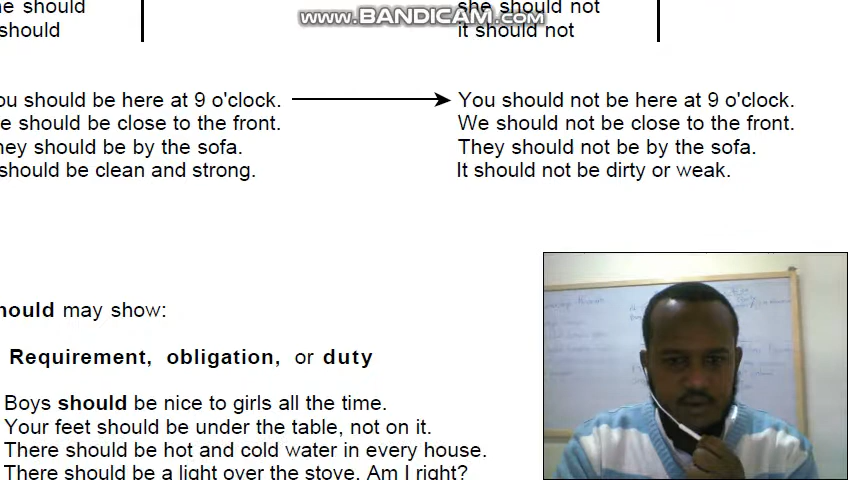 he should she should not
should it should not
www.BANDICAM.com
ou should be here at 9 o'clock. You should not be here at 9 o'clock.
e should be close to the front. We should not be close to the front.
hey should be by the sofa. They should not be by the sofa.
should be clean and strong. It should not be dirty or weak.
hould may show:
Requirement, obligation, or duty
Boys should be nice to girls all the time.
Your feet should be under the table, not on it.
There should be hot and cold water in every house.
There should be a light over the stove. Am I right?